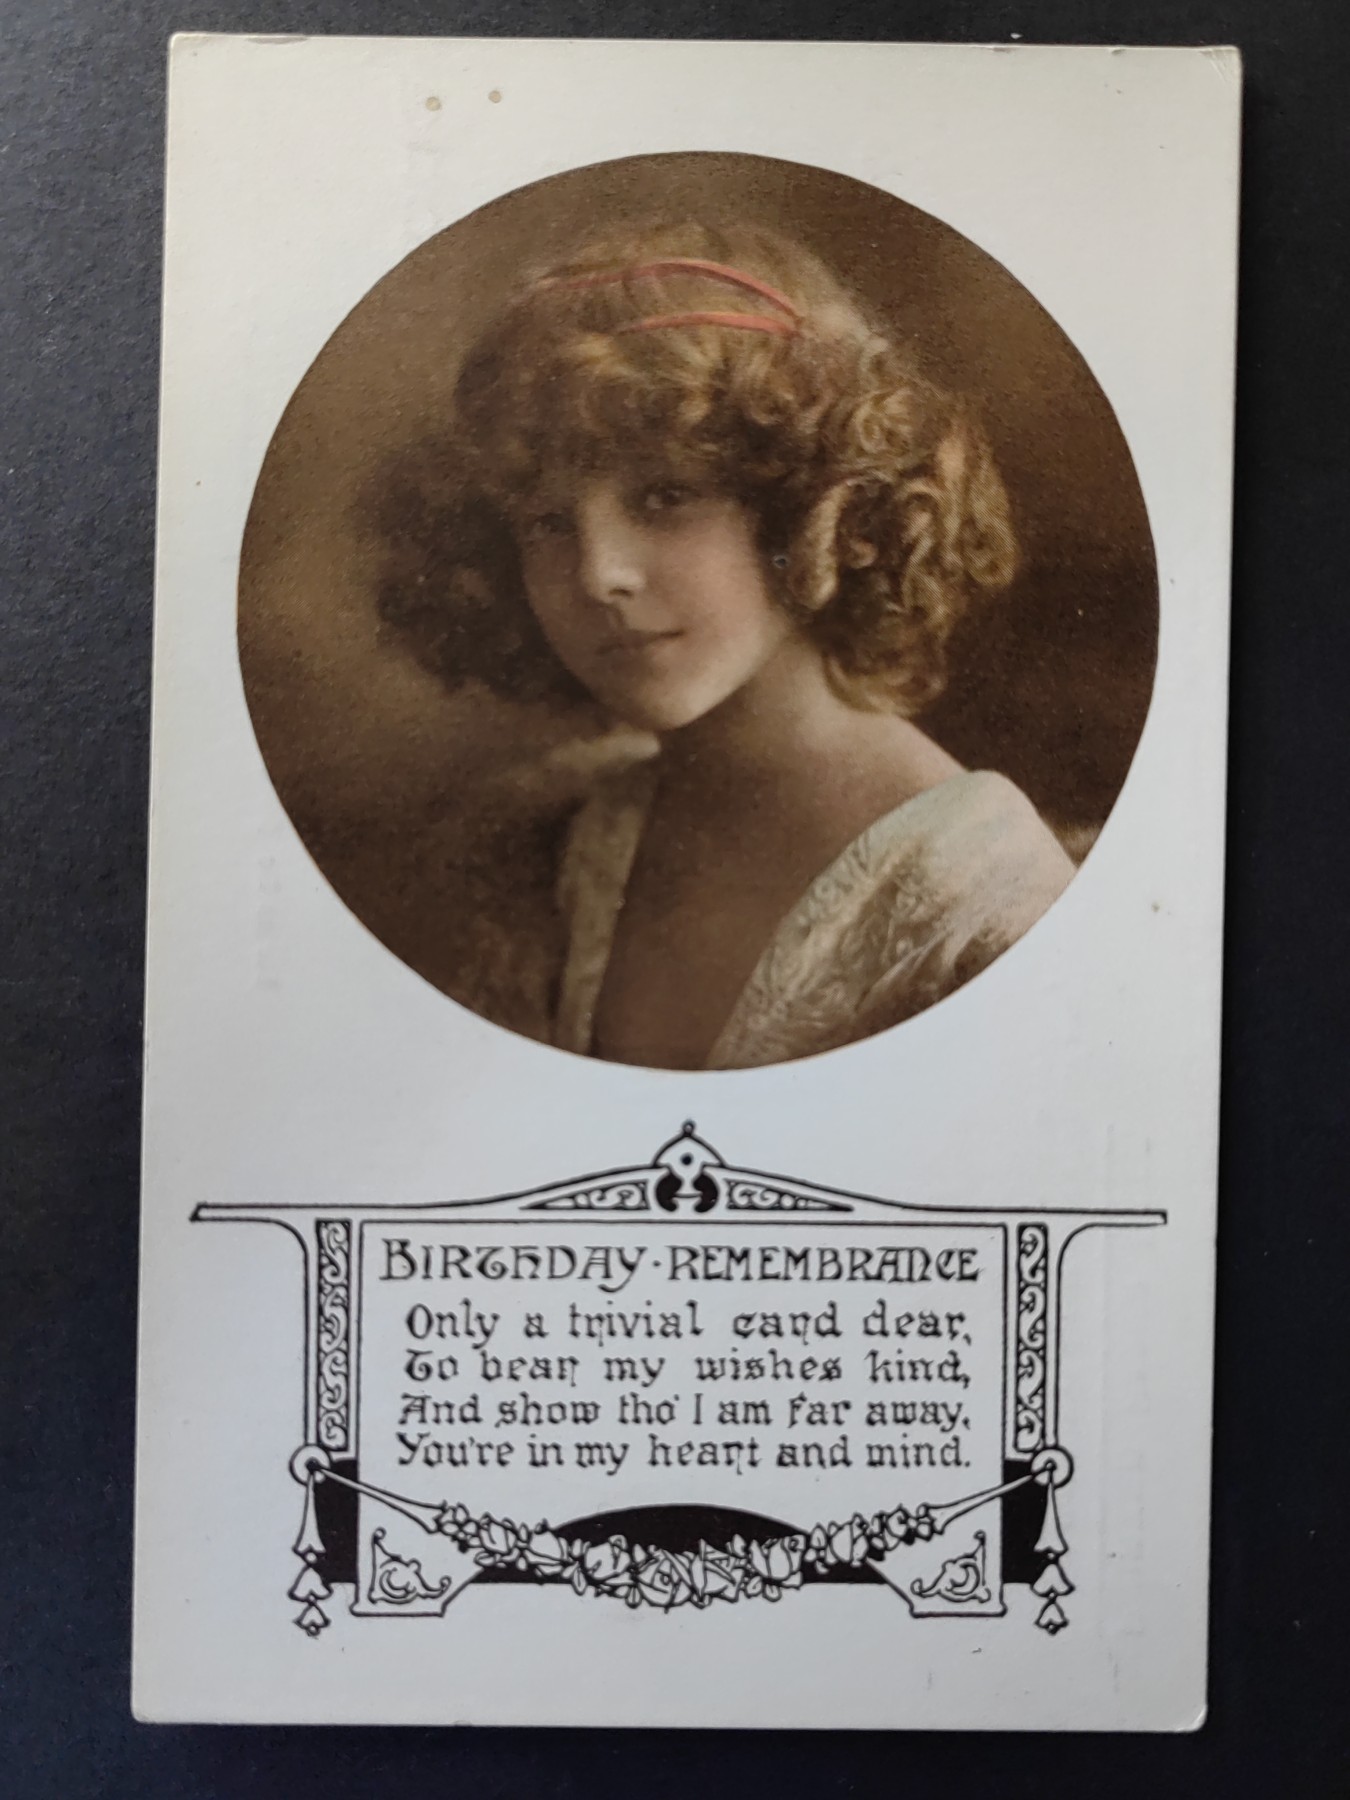 BIRTHDAY · REMEMBRANCE
Only a trivial card dear,
To bear my wishes kind,
And show tho' I am far away,
You're in my heart and mind.